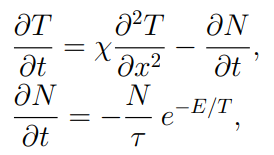 ∂T/∂t = χ ∂²T/∂x² − ∂N/∂t,
∂N/∂t = − N/τ e^{−E/T},